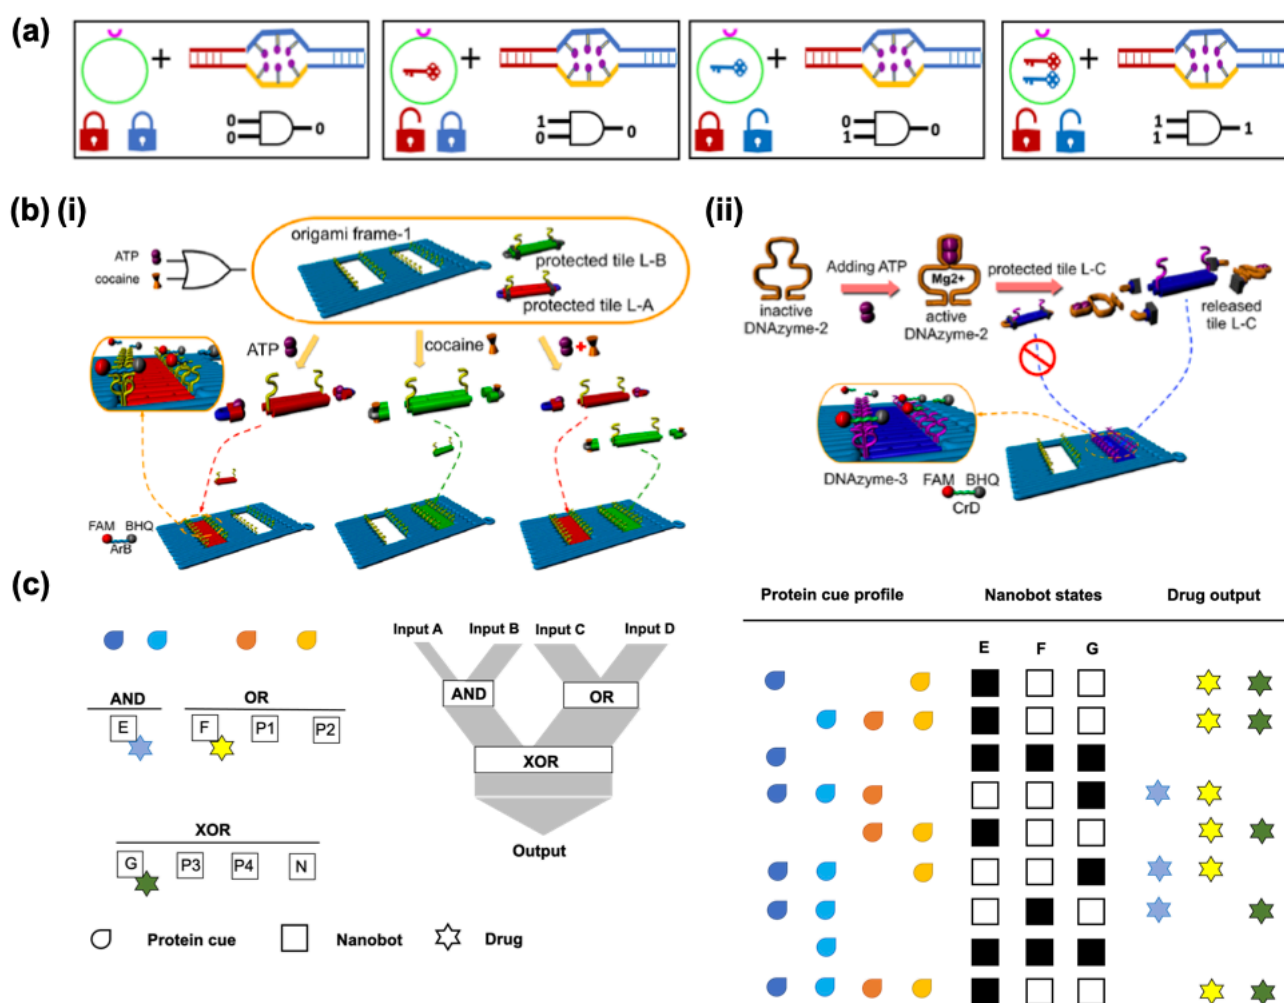 (a)
0
0
0
1
0
0
0
1
0
1
1
1
(b) (i)
ATP
cocaine
origami frame-1
protected tile L-B
protected tile L-A
ATP
cocaine
FAM BHQ
ArB
(ii)
inactive
DNAzyme-2
Adding ATP
Mg2+
active
DNAzyme-2
protected tile L-C
released
tile L-C
DNAzyme-3
FAM BHQ
CrD
(c)
AND OR
E F P1 P2
XOR
G P3 P4 N
Protein cue Nanobot Drug
Input A Input B Input C Input D
AND OR
XOR
Output
Protein cue profile Nanobot states Drug output
E F G